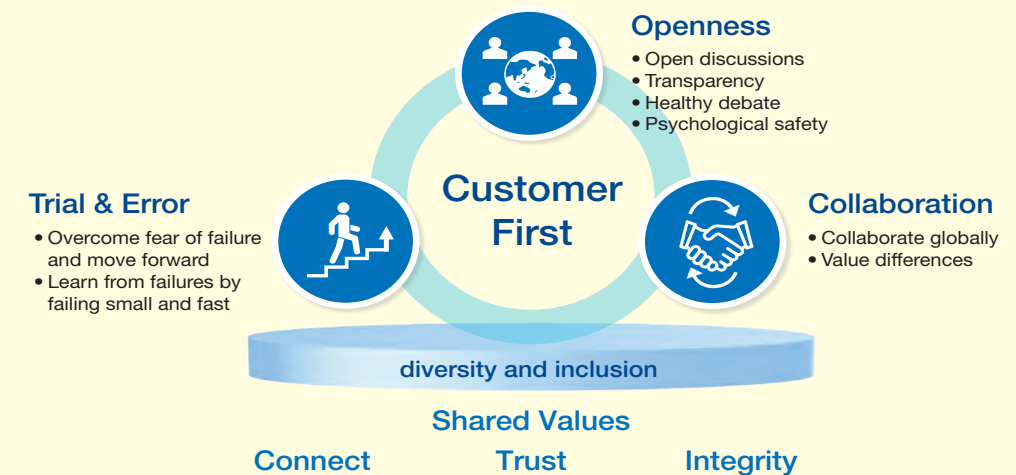 Openness
• Open discussions
• Transparency
• Healthy debate
• Psychological safety
Customer
First
Trial & Error
• Overcome fear of failure
and move forward
• Learn from failures by
failing small and fast
Collaboration
• Collaborate globally
• Value differences
diversity and inclusion
Shared Values
Connect Trust Integrity